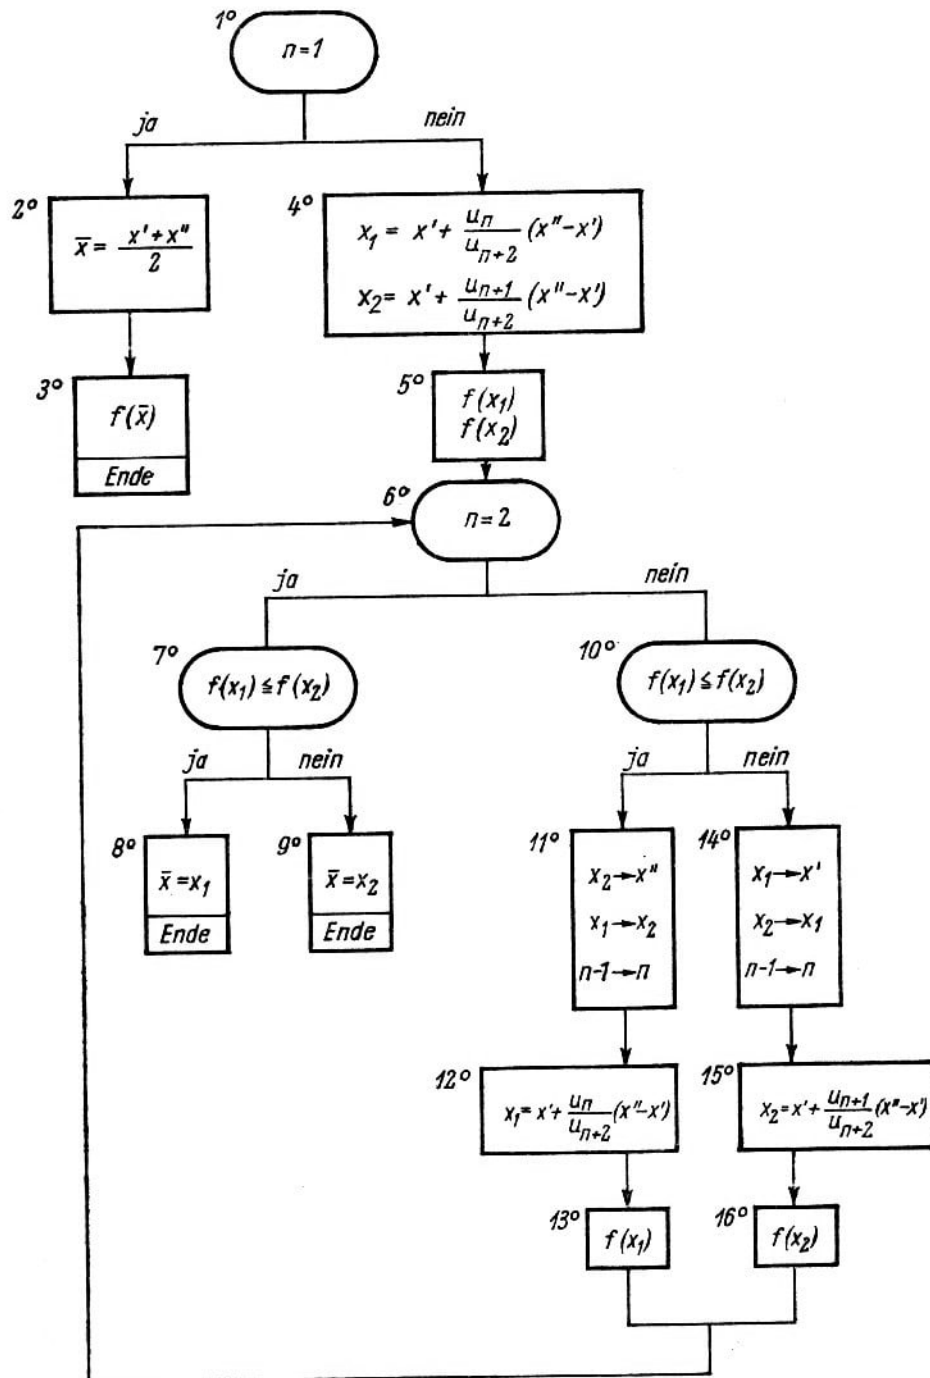 1°
n=1
ja
nein
2°
x̄ = (x'+x")/2
3°
f(x̄)
Ende
4°
x₁ = x' + uₙ/uₙ₊₂ (x"-x')
x₂ = x' + uₙ₊₁/uₙ₊₂ (x"-x')
5°
f(x₁)
f(x₂)
6°
n=2
ja
nein
7°
f(x₁) ≦ f(x₂)
ja
nein
8°
x̄ = x₁
Ende
9°
x̄ = x₂
Ende
10°
f(x₁) ≦ f(x₂)
ja
nein
11°
x₂→x"
x₁→x₂
n-1→n
12°
x₁ = x' + uₙ/uₙ₊₂ (x"-x')
13°
f(x₁)
14°
x₁→x'
x₂→x₁
n-1→n
15°
x₂ = x' + uₙ₊₁/uₙ₊₂ (x"-x')
16°
f(x₂)